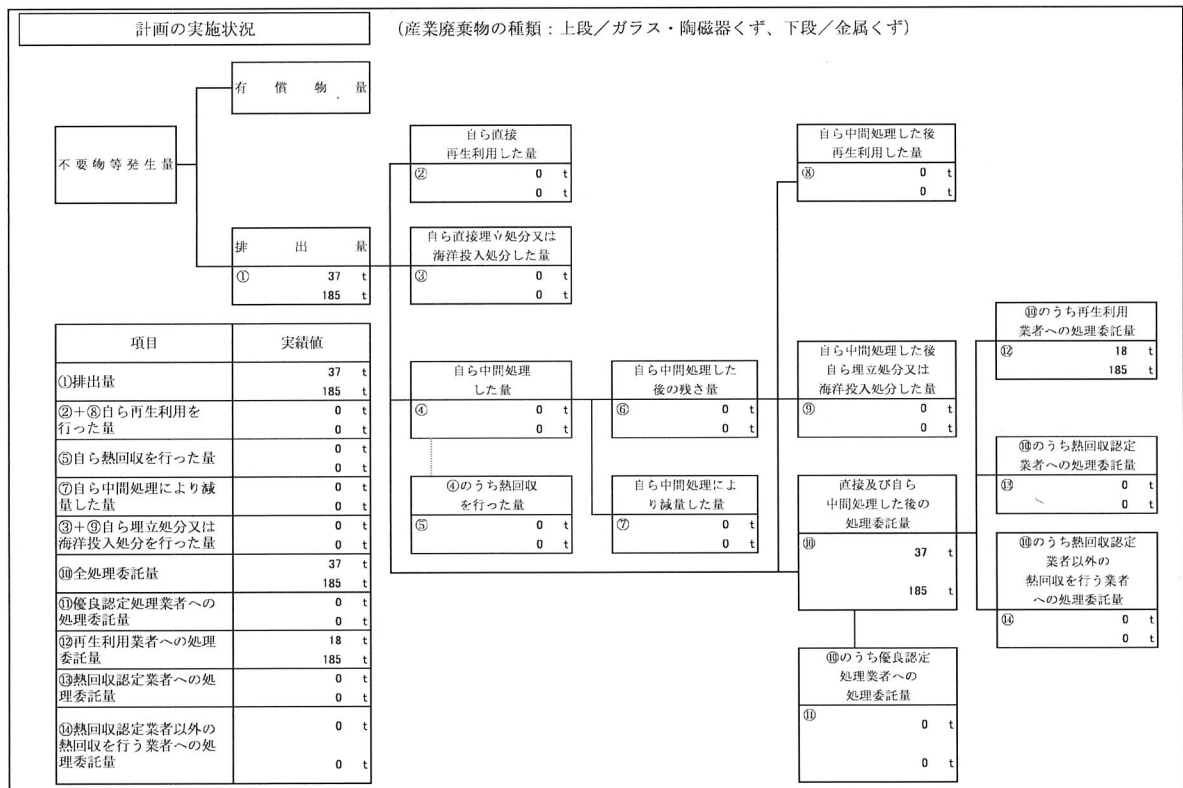 計画の実施状況
(産業廃棄物の種類：上段／ガラス・陶磁器くず、下段／金属くず)
有償物量
不要物等発生量
排出量
① 37 t
185 t
自ら直接
再生利用した量
② 0 t
0 t
自ら直接埋立処分又は
海洋投入処分した量
③ 0 t
0 t
自ら中間処理した後
再生利用した量
⑧ 0 t
0 t
自ら中間処理
した量
④ 0 t
0 t
④のうち熱回収
を行った量
⑤ 0 t
0 t
自ら中間処理した
後の残さ量
⑥ 0 t
0 t
自ら中間処理によ
り減量した量
⑦ 0 t
0 t
自ら中間処理した後
自ら埋立処分又は
海洋投入処分した量
⑨ 0 t
0 t
直接及び自ら
中間処理した後の
処理委託量
⑩
37 t
185 t
⑩のうち優良認定
処理業者への
処理委託量
⑪
0 t
0 t
⑩のうち再生利用
業者への処理委託量
⑫ 18 t
185 t
⑩のうち熱回収認定
業者への処理委託量
⑬ 0 t
0 t
⑩のうち熱回収認定
業者以外の
熱回収を行う業者
への処理委託量
⑭ 0 t
0 t
項目 実績値
①排出量
37 t
185 t
②＋⑧自ら再生利用を
行った量
0 t
0 t
⑤自ら熱回収を行った量
0 t
0 t
⑦自ら中間処理により減
量した量
0 t
0 t
③＋⑨自ら埋立処分又は
海洋投入処分を行った量
0 t
0 t
⑩全処理委託量
37 t
185 t
⑪優良認定処理業者への
処理委託量
0 t
0 t
⑫再生利用業者への処理
委託量
18 t
185 t
⑬熱回収認定業者への処
理委託量
0 t
0 t
⑭熱回収認定業者以外の
熱回収を行う業者への処
理委託量
0 t
0 t